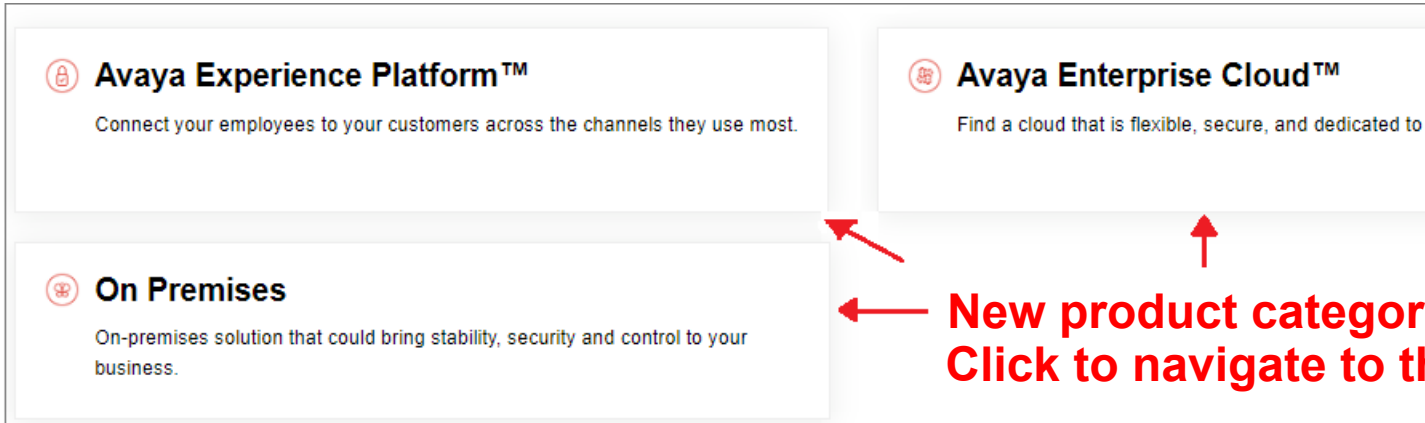 Avaya Experience Platform™
Connect your employees to your customers across the channels they use most.
Avaya Enterprise Cloud™
Find a cloud that is flexible, secure, and dedicated to
On Premises
On-premises solution that could bring stability, security and control to your
business.
New product
Click to navigate to